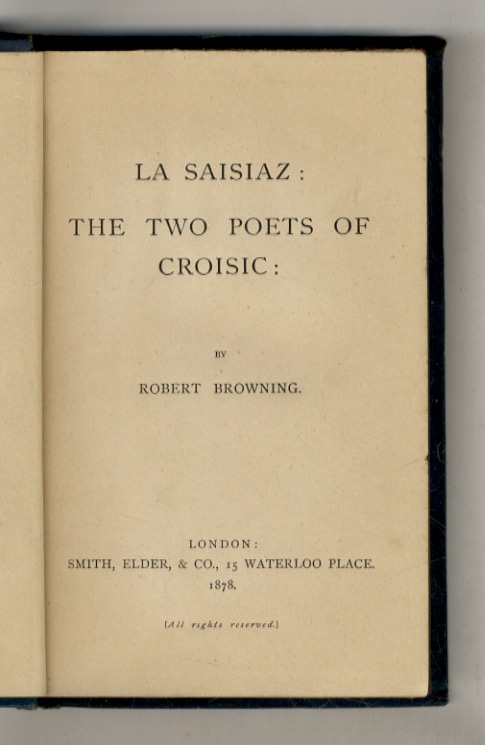 LA SAISIAZ :
THE TWO POETS OF
CROISIC :
BY
ROBERT BROWNING.
LONDON :
SMITH, ELDER, & CO., 15 WATERLOO PLACE.
1878.
[All rights reserved.]